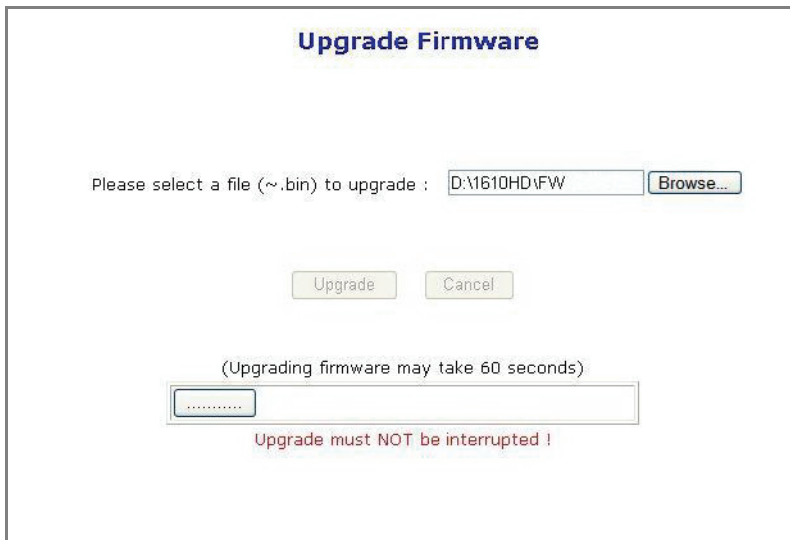 Upgrade Firmware
Please select a file (~.bin) to upgrade : D:\1610HD\FW Browse...
Upgrade Cancel
(Upgrading firmware may take 60 seconds)
...........
Upgrade must NOT be interrupted !